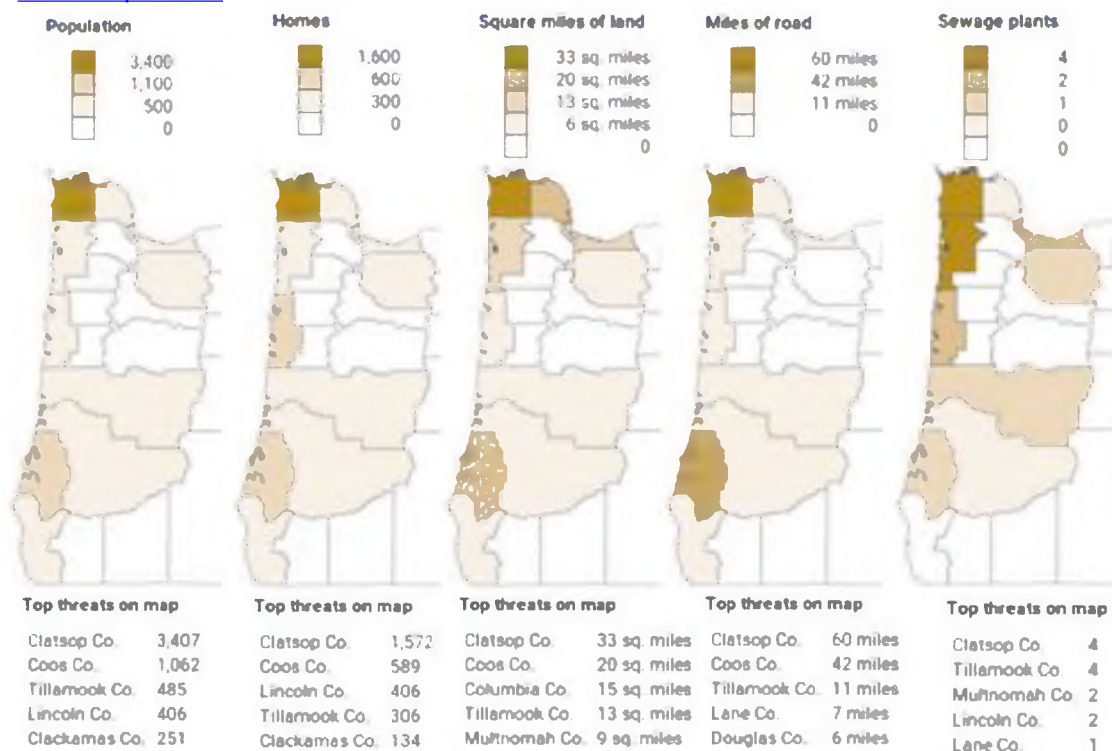 Population
3,400
1,100
500
0
Homes
1,600
600
300
0
Square miles of land
33 sq. miles
20 sq. miles
13 sq. miles
6 sq. miles
0
Miles of road
60 miles
42 miles
11 miles
0
Sewage plants
4
2
1
0
0
Top threats on map
Clatsop Co. 3,407
Coos Co. 1,062
Tillamook Co. 485
Lincoln Co. 406
Clackamas Co. 251
Top threats on map
Clatsop Co. 1,572
Coos Co. 589
Lincoln Co. 406
Tillamook Co. 306
Clackamas Co. 134
Top threats on map
Clatsop Co. 33 sq. miles
Coos Co. 20 sq. miles
Columbia Co. 15 sq. miles
Tillamook Co. 13 sq. miles
Multnomah Co. 9 sq. miles
Top threats on map
Clatsop Co. 60 miles
Coos Co. 42 miles
Tillamook Co. 11 miles
Lane Co. 7 miles
Douglas Co. 6 miles
Top threats on map
Clatsop Co. 4
Tillamook Co. 4
Multnomah Co. 2
Lincoln Co. 2
Lane Co. 1